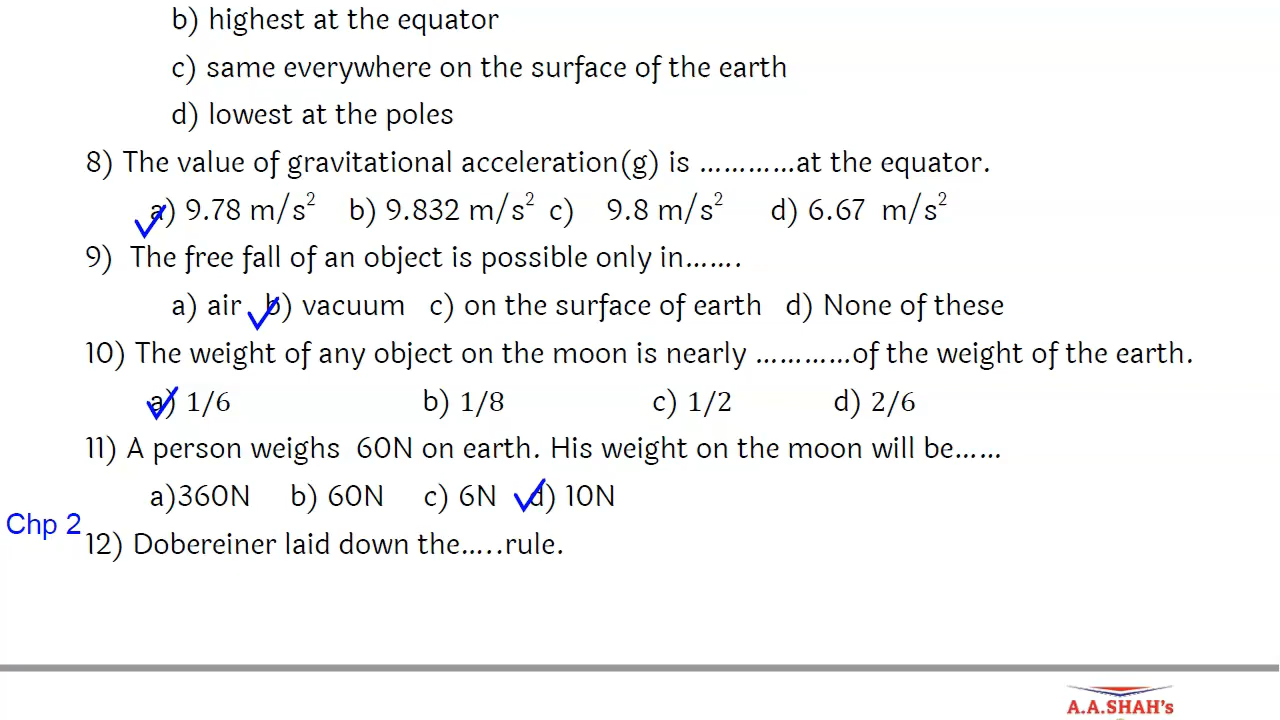 b) highest at the equator
c) same everywhere on the surface of the earth
d) lowest at the poles
8) The value of gravitational acceleration(g) is ............at the equator.
a) 9.78 m/s² b) 9.832 m/s² c) 9.8 m/s² d) 6.67 m/s²
9) The free fall of an object is possible only in.......
a) air b) vacuum c) on the surface of earth d) None of these
10) The weight of any object on the moon is nearly ............of the weight of the earth.
a) 1/6 b) 1/8 c) 1/2 d) 2/6
11) A person weighs 60N on earth. His weight on the moon will be......
a)360N b) 60N c) 6N d) 10N
Chp 2
12) Dobereiner laid down the.....rule.
A.A.SHAH's